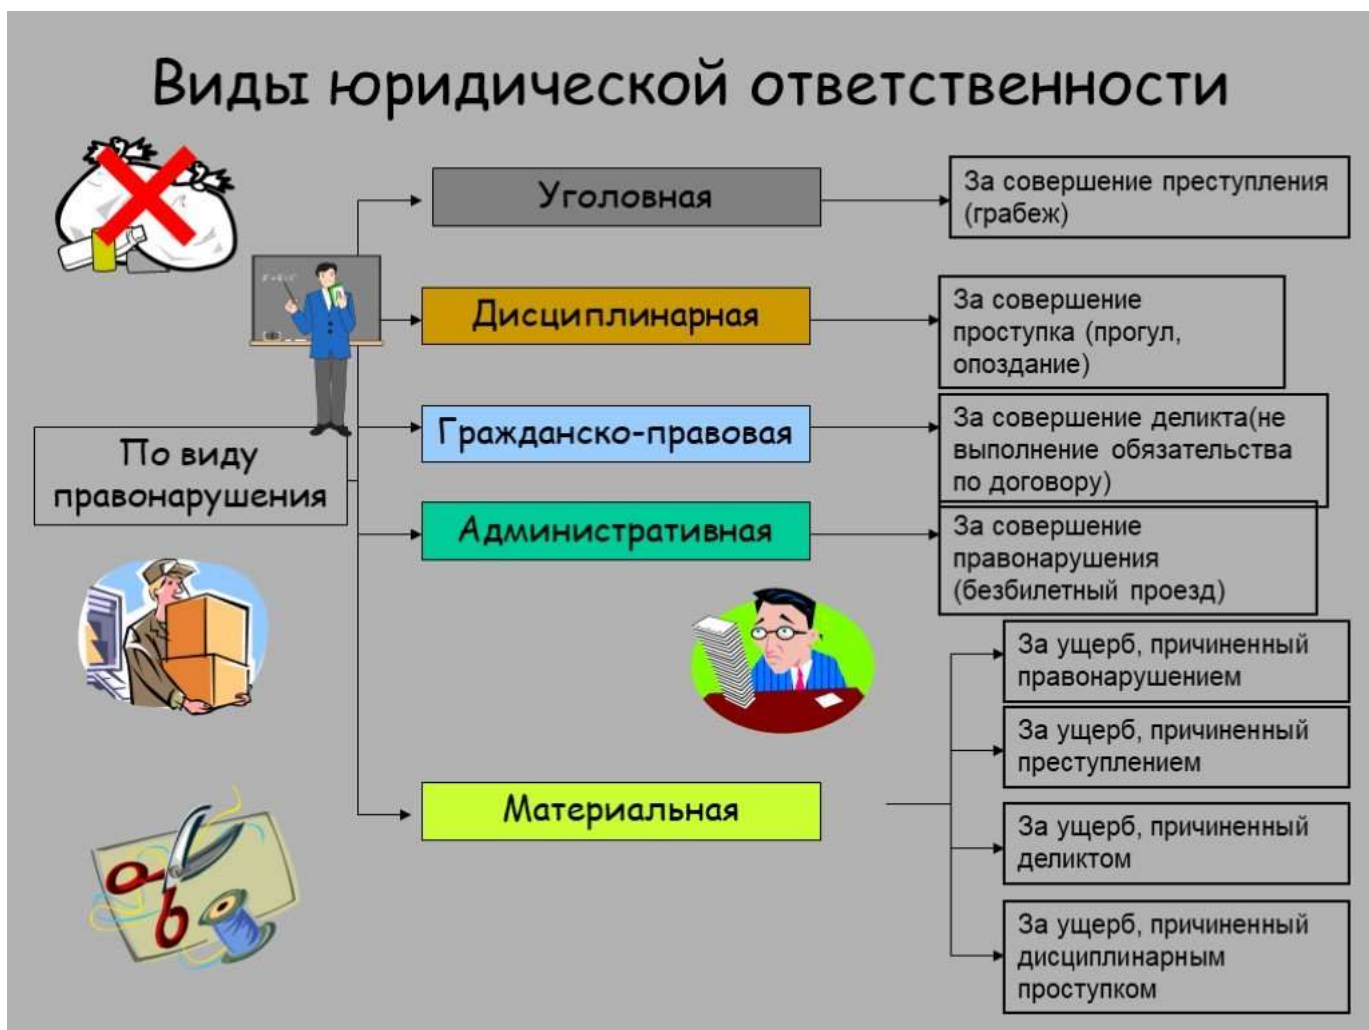 Виды юридической ответственности
Уголовная
За совершение преступления
(грабеж)
Дисциплинарная
За совершение
проступка (прогул,
опоздание)
Гражданско-правовая
За совершение деликта(не
выполнение обязательства
по договору)
По виду
правонарушения
Административная
За совершение
правонарушения
(безбилетный проезд)
Материальная
За ущерб, причиненный
правонарушением
За ущерб, причиненный
преступлением
За ущерб, причиненный
деликтом
За ущерб, причиненный
дисциплинарным
проступком